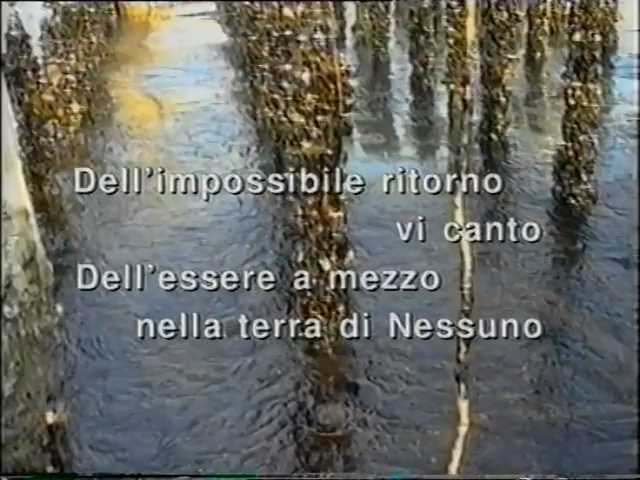 Dell'impossibile ritorno
vi canto
Dell'essere a mezzo
nella terra di Nessuno